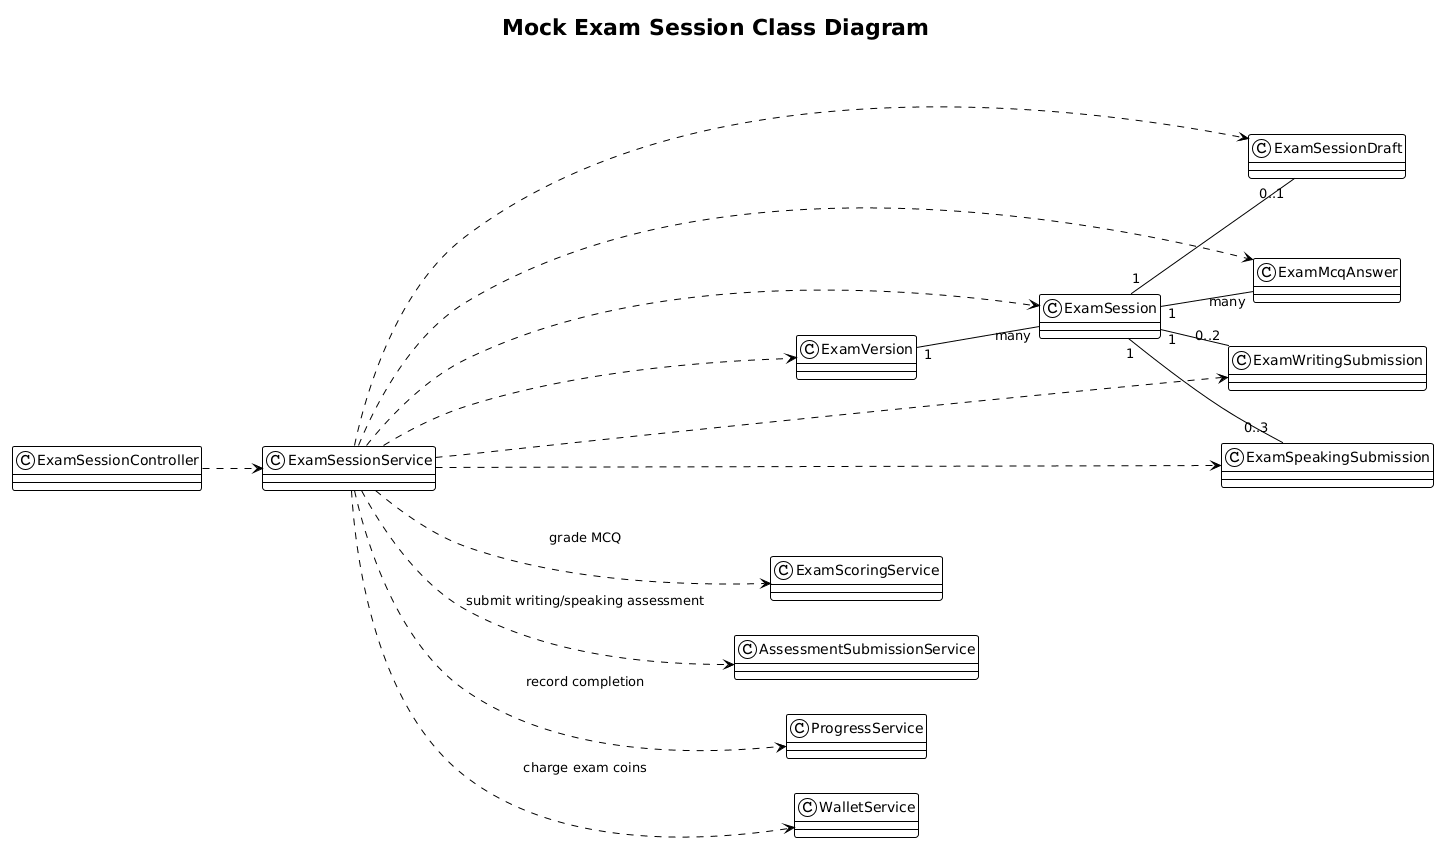 Mock Exam Session Class Diagram
C ExamSessionDraft
0..1
C ExamMcqAnswer
1
C ExamSession
many
1
1
0..2
C ExamVersion
many
1
1
C ExamWritingSubmission
0..3
C ExamSessionController
C ExamSessionService
C ExamSpeakingSubmission
grade MCQ
C ExamScoringService
submit writing/speaking assessment
C AssessmentSubmissionService
record completion
C ProgressService
charge exam coins
C WalletService